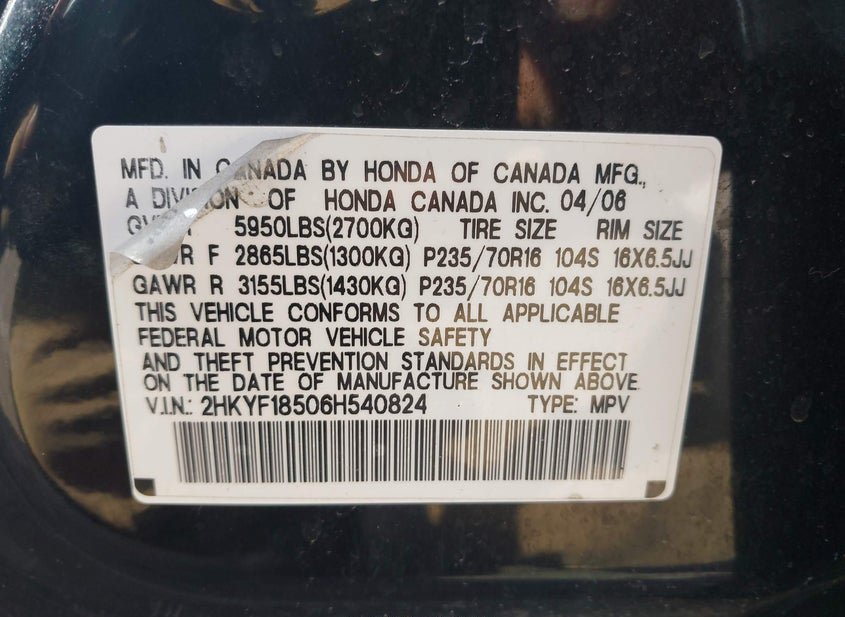 MFD. IN CANADA BY HONDA OF CANADA MFG.,
A DIVISION OF HONDA CANADA INC. 04/06
5950LBS(2700KG) TIRE SIZE RIM SIZE
F 2865LBS(1300KG) P235/70R16 104S 16X6.5JJ
GAWR R 3155LBS(1430KG) P235/70R16 104S 16X6.5JJ
THIS VEHICLE CONFORMS TO ALL APPLICABLE
FEDERAL MOTOR VEHICLE SAFETY
AND THEFT PREVENTION STANDARDS IN EFFECT
ON THE DATE OF MANUFACTURE SHOWN ABOVE.
V.I.N.: 2HKYF18506H540824 TYPE: MPV